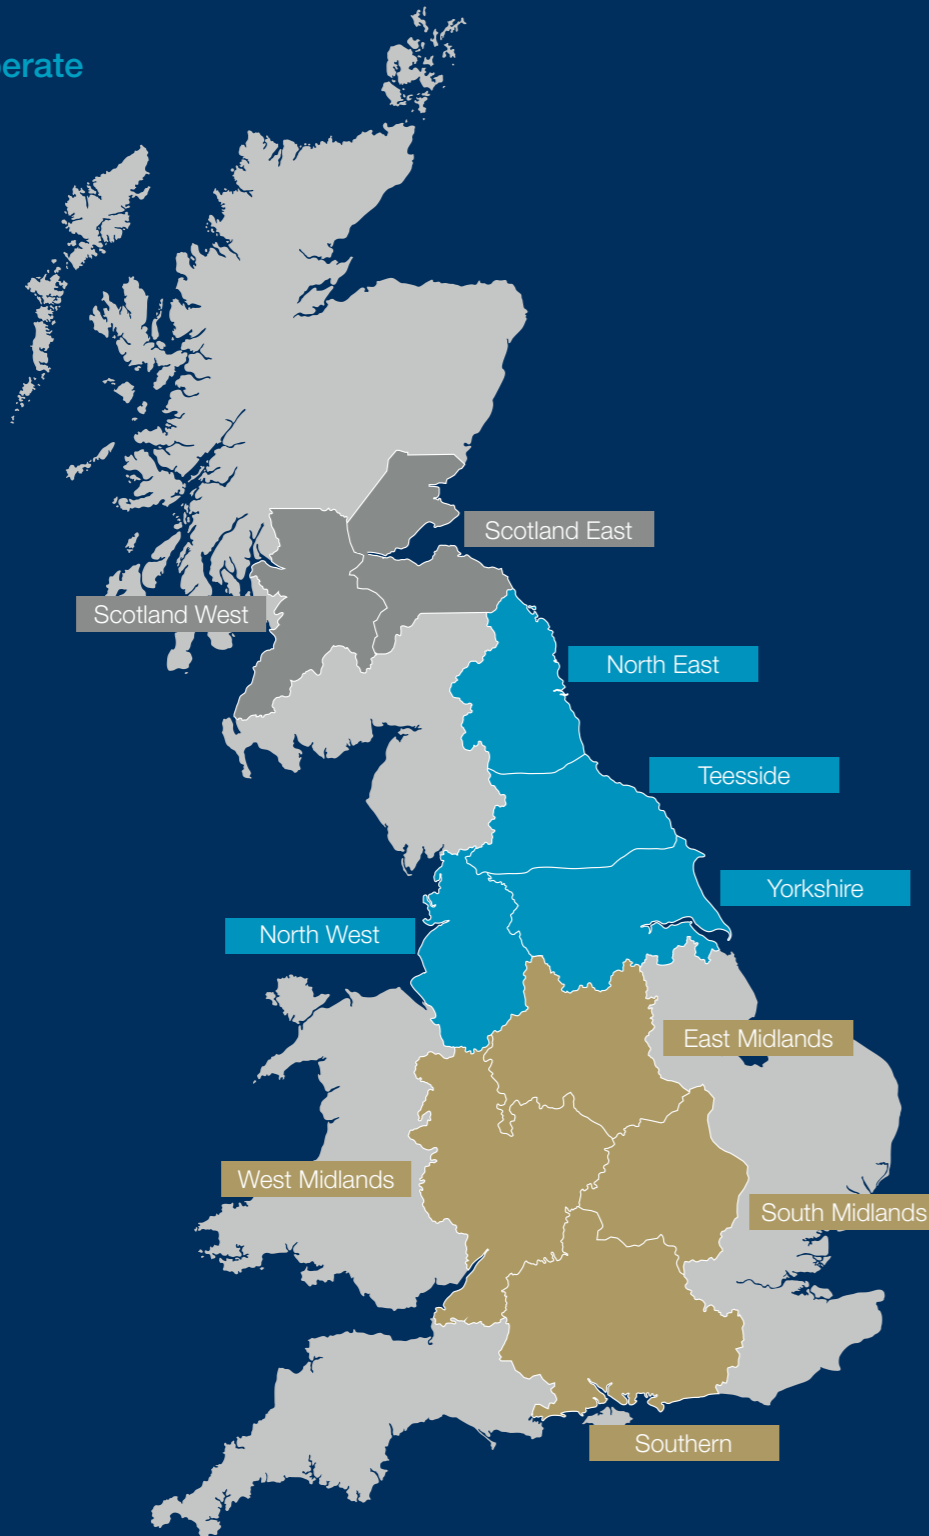 erate
Scotland East
Scotland West
North East
Teesside
Yorkshire
North West
East Midlands
West Midlands
South Midlands
Southern